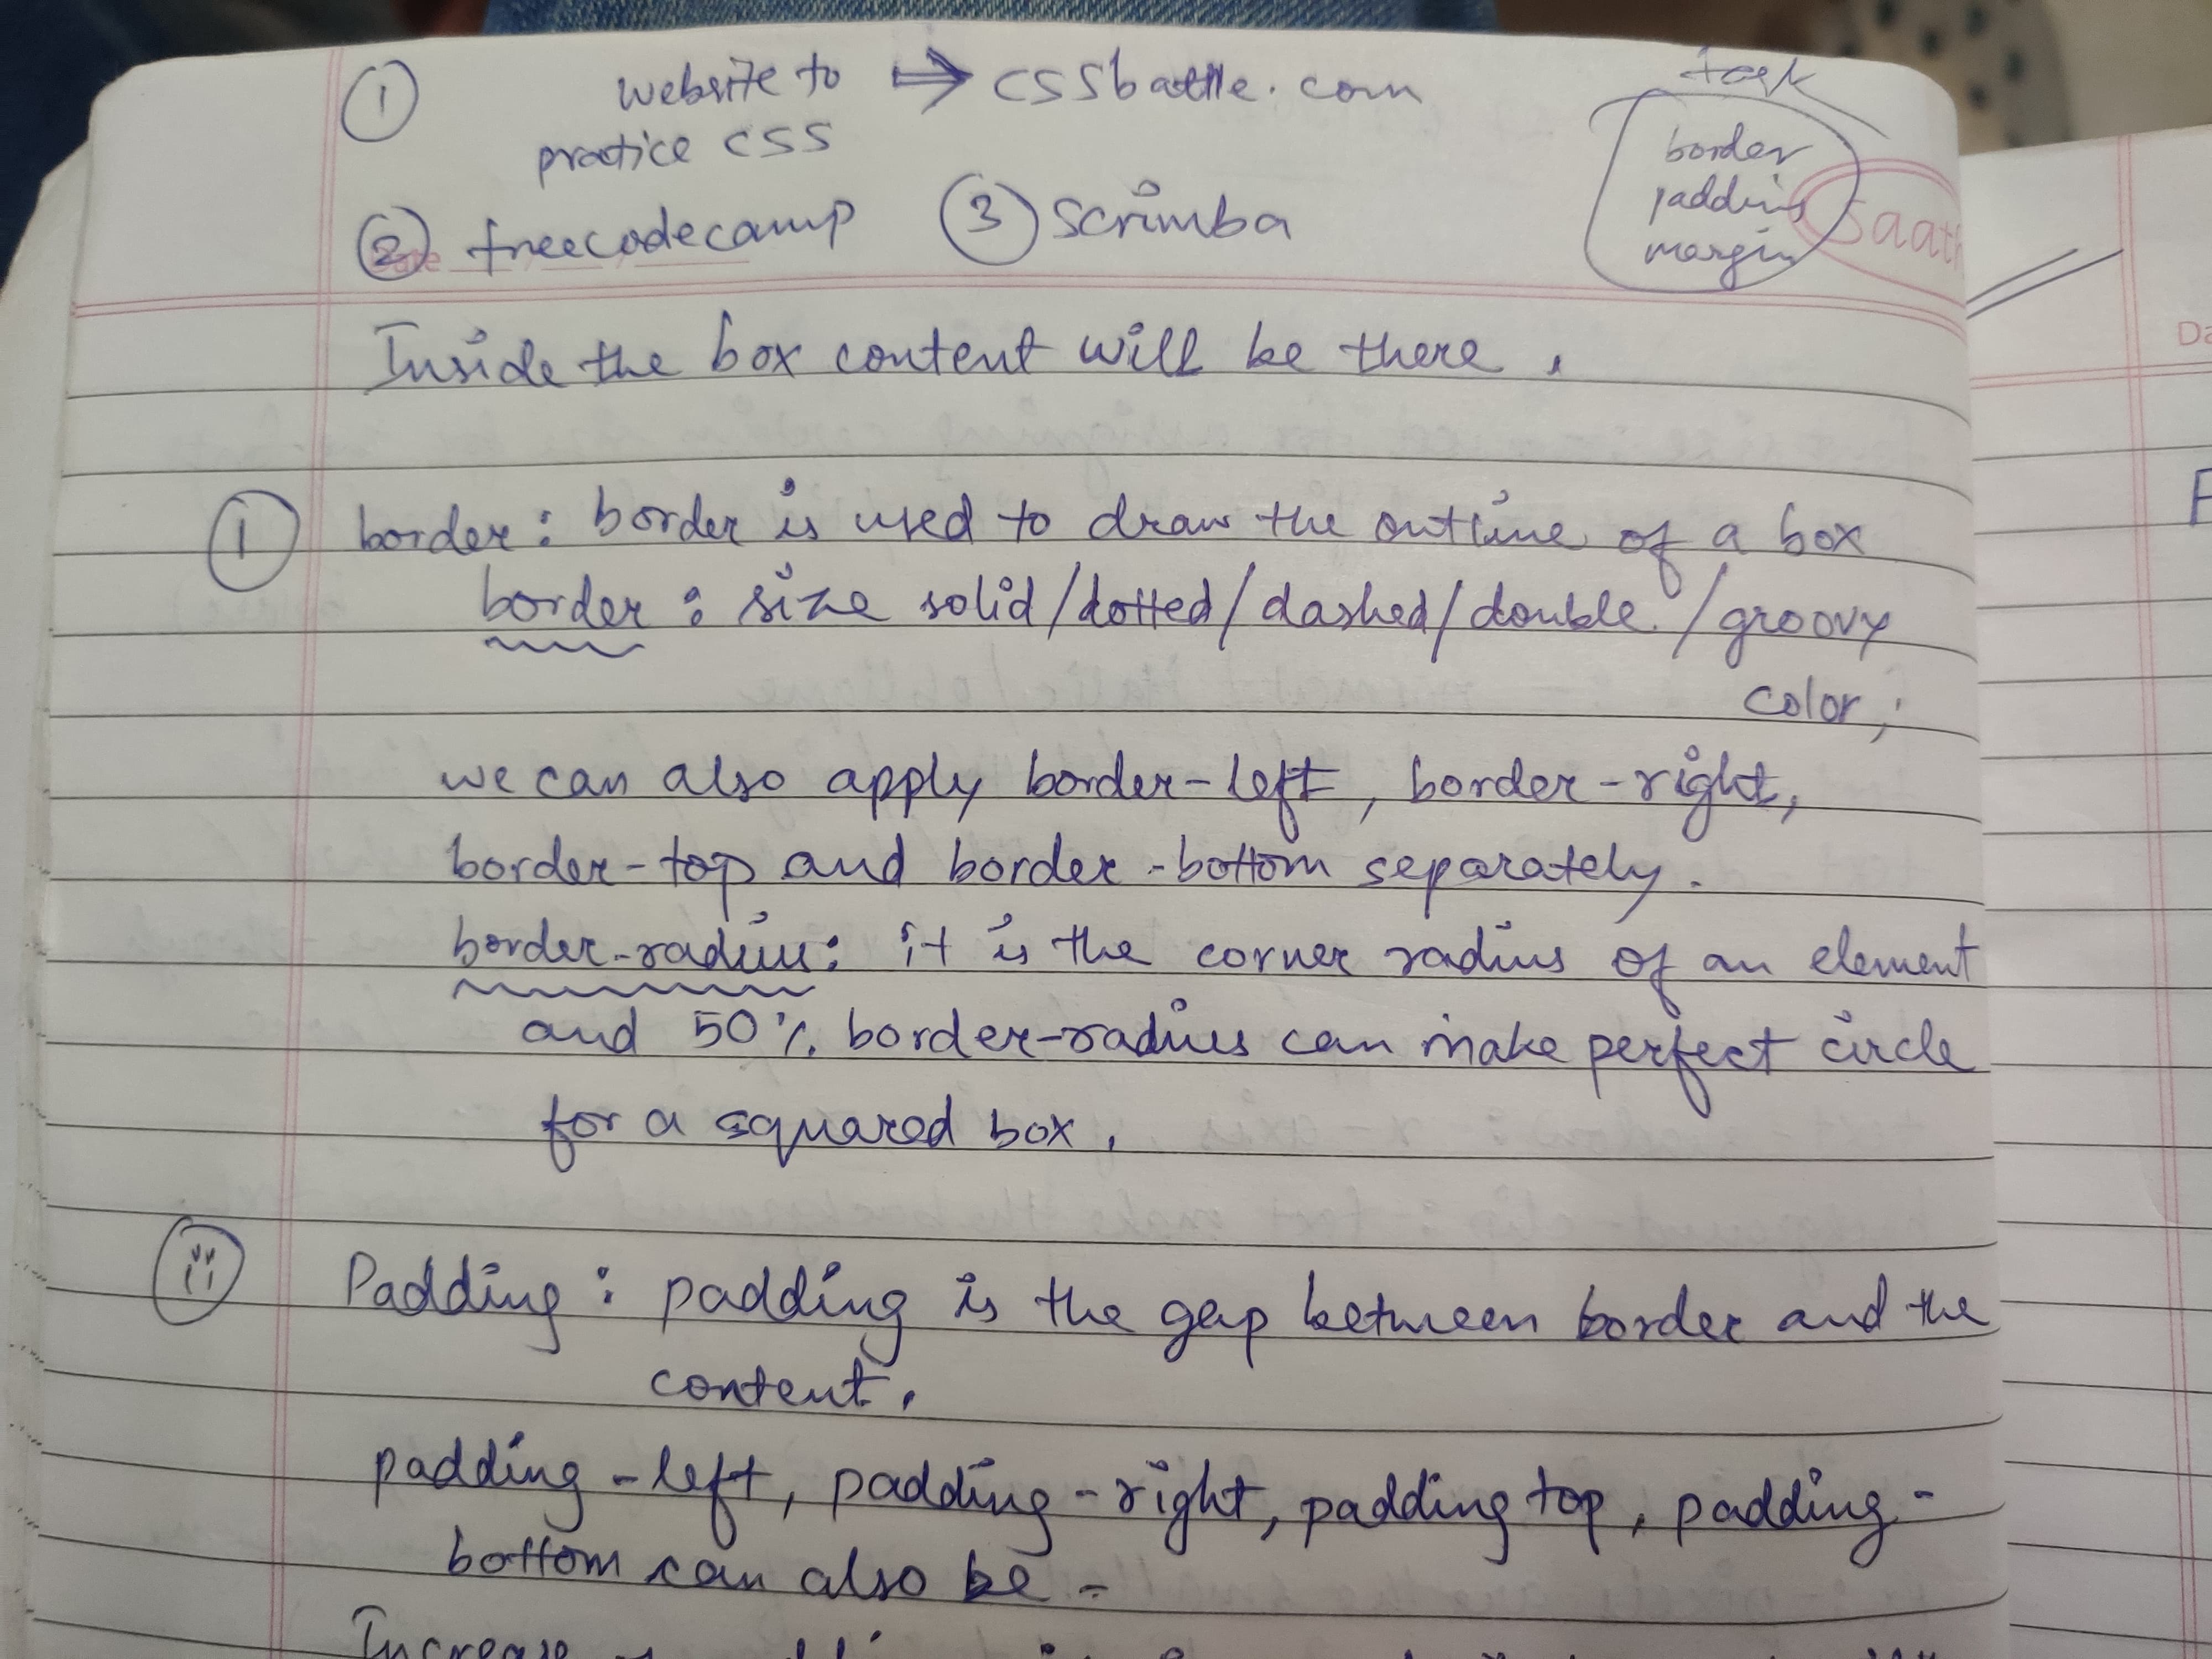 ① website to ⇒ cssbattle.com
practice CSS
② freecodecamp ③ Scrimba
task
border
padding
margin
Saath
Date
Inside the box content will be there.
① border : border is used to draw the outline of a box
border : size solid/dotted/dashed/double/groovy
color;
we can also apply border-left, border-right,
border-top and border-bottom separately.
border-radius: it is the corner radius of an element
and 50% border-radius can make perfect circle
for a squared box.
ii Padding : padding is the gap between border and the
content.
padding-left, padding-right, padding top, padding-
bottom can also be -
Increase
Da
F